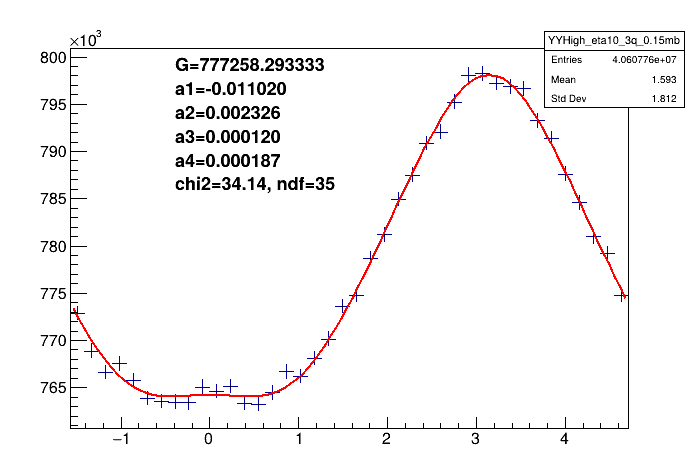 ×10³
YYHigh_eta10_3q_0.15mb
Entries 4.060776e+07
Mean 1.593
Std Dev 1.812
G=777258.293333
a1=-0.011020
a2=0.002326
a3=0.000120
a4=0.000187
chi2=34.14, ndf=35
800
795
790
785
780
775
770
765
−1 0 1 2 3 4